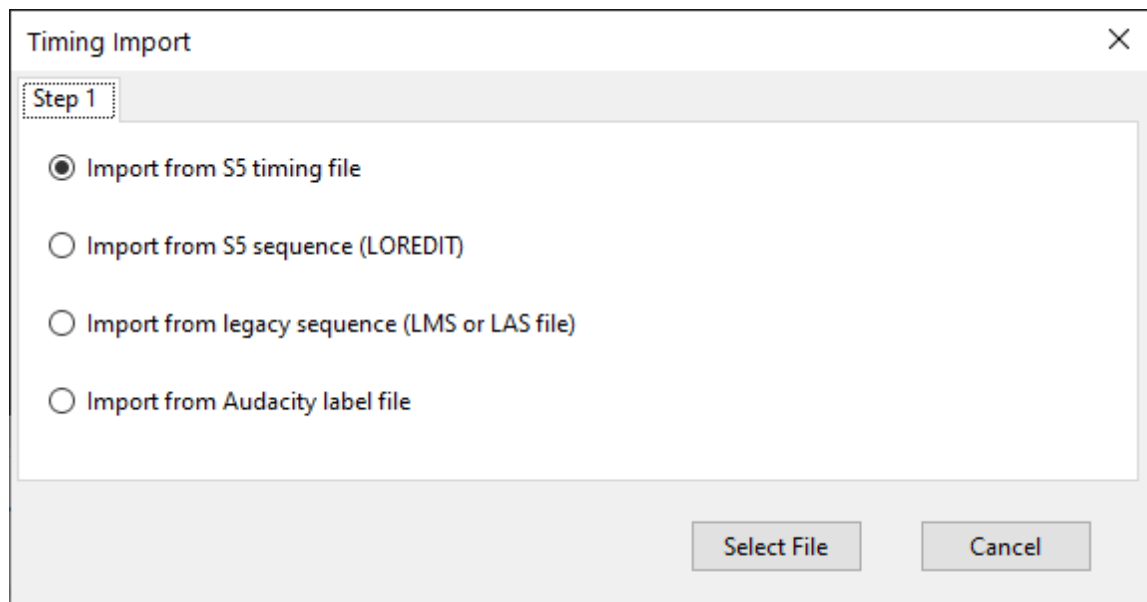 Timing Import
Step 1
Import from S5 timing file
Import from S5 sequence (LOREDIT)
Import from legacy sequence (LMS or LAS file)
Import from Audacity label file
Select File
Cancel